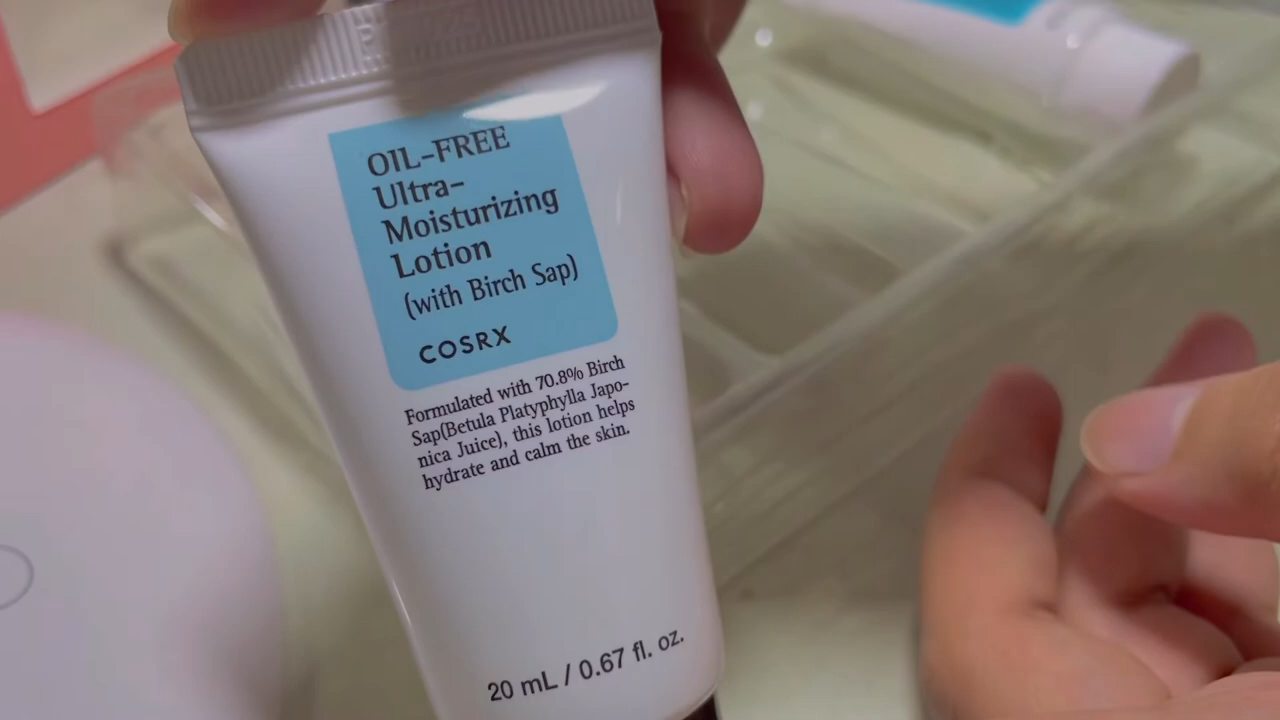 OIL-FREE
Ultra-
Moisturizing
Lotion
(with Birch Sap)
COSRX
Formulated with 70.8% Birch
Sap(Betula Platyphylla Japo-
nica Juice), this lotion helps
hydrate and calm the skin.
20 mL / 0.67 fl. oz.